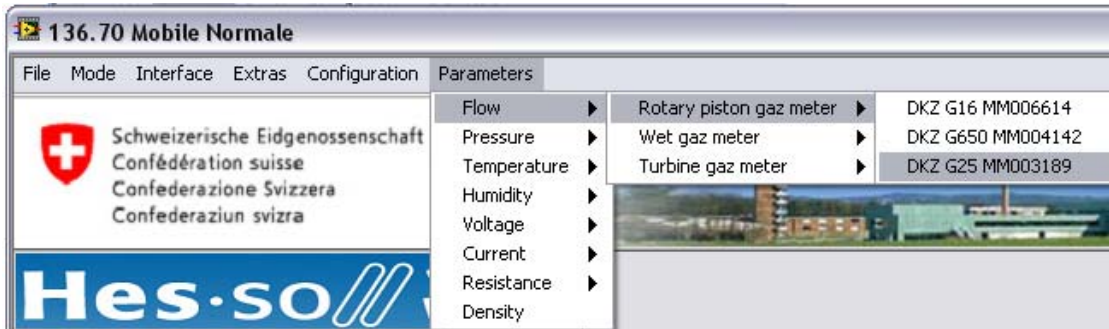 136.70 Mobile Normale
File Mode Interface Extras Configuration Parameters
Schweizerische Eidgenossenschaft
Confédération suisse
Confederazione Svizzera
Confederaziun svizra
Hes·so
Flow
Pressure
Temperature
Humidity
Voltage
Current
Resistance
Density
Rotary piston gaz meter
Wet gaz meter
Turbine gaz meter
DKZ G16 MM006614
DKZ G650 MM004142
DKZ G25 MM003189